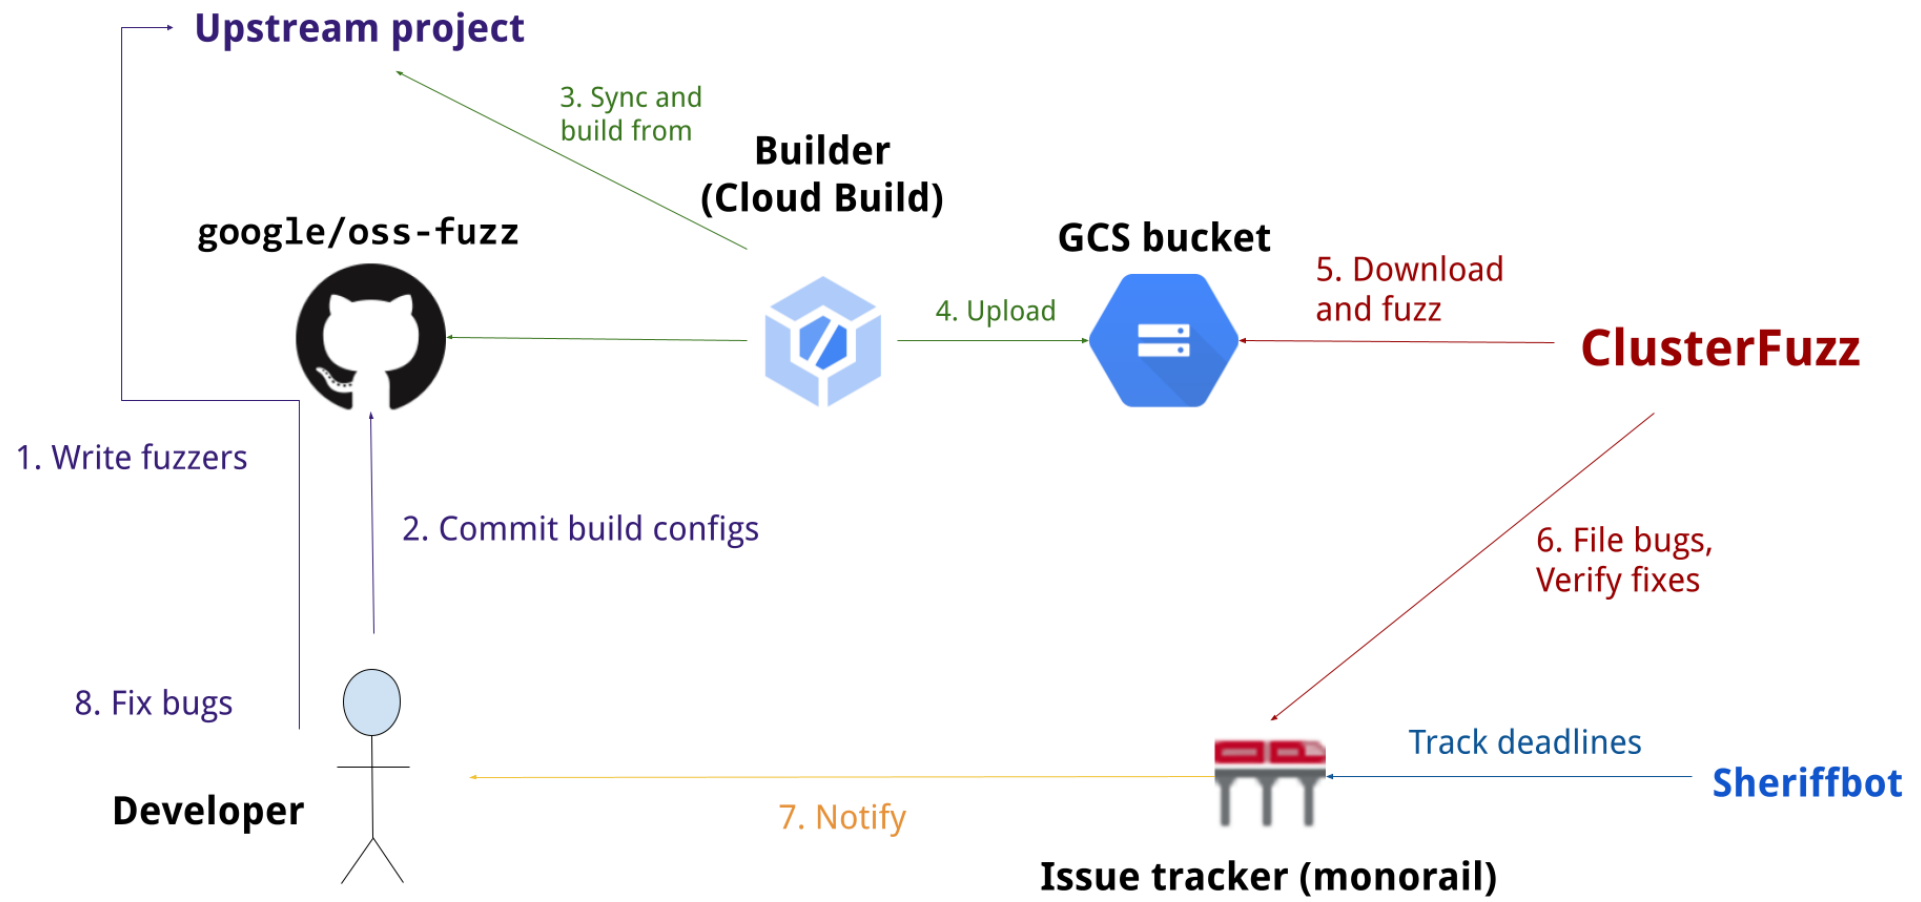 Upstream project
3. Sync and
build from
Builder
(Cloud Build)
google/oss-fuzz
GCS bucket
4. Upload
5. Download
and fuzz
ClusterFuzz
1. Write fuzzers
2. Commit build configs
6. File bugs,
Verify fixes
8. Fix bugs
Developer
7. Notify
Track deadlines
Sheriffbot
Issue tracker (monorail)